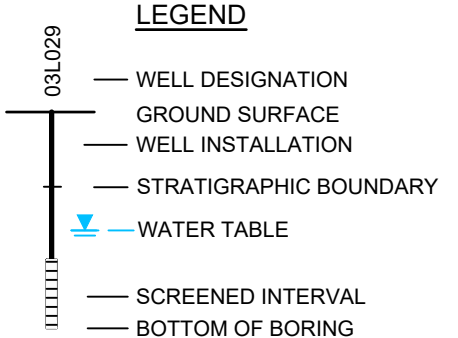 LEGEND
03L029
WELL DESIGNATION
GROUND SURFACE
WELL INSTALLATION
STRATIGRAPHIC BOUNDARY
WATER TABLE
SCREENED INTERVAL
BOTTOM OF BORING